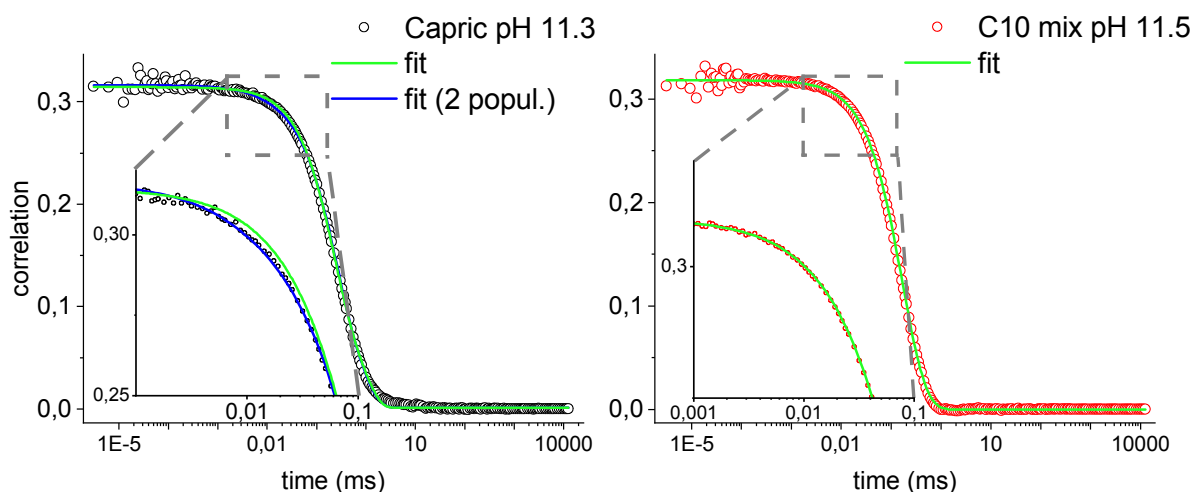 Capric pH 11.3
fit
fit (2 popul.)
correlation
0,3
0,2
0,1
0,0
0,30
0,25
0.01
0.1
1E-5
0,01
10
10000
time (ms)
C10 mix pH 11.5
fit
0,3
0,2
0,1
0,0
0,3
0.001
0.01
0.1
1E-5
0,01
10
10000
time (ms)